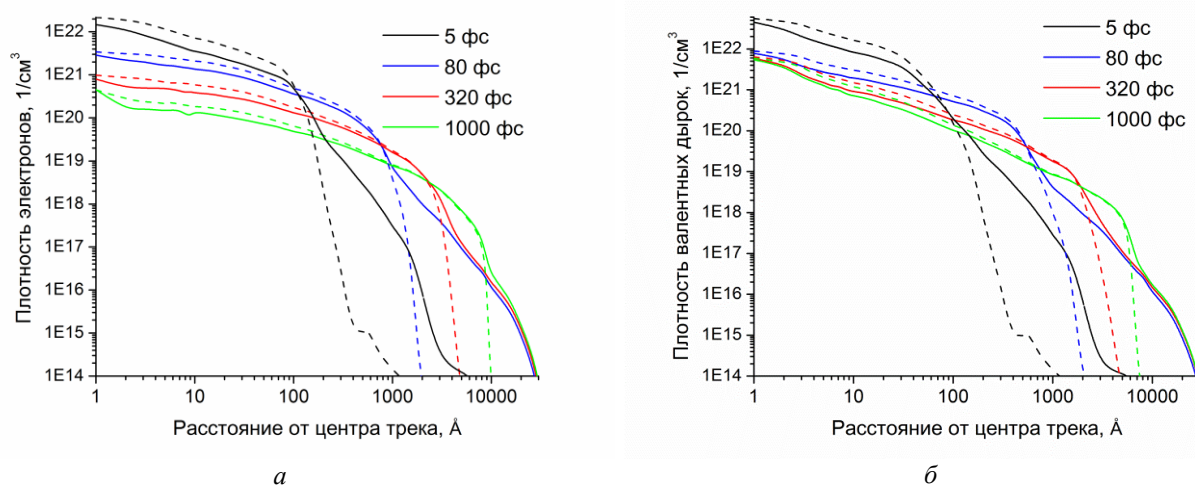 Плотность электронов, 1/см³
1E22
1E21
1E20
1E19
1E18
1E17
1E16
1E15
1E14
1
10
100
1000
10000
Расстояние от центра трека, Å
5 фс
80 фс
320 фс
1000 фс
а
Плотность валентных дырок, 1/см³
1E22
1E21
1E20
1E19
1E18
1E17
1E16
1E15
1E14
1
10
100
1000
10000
Расстояние от центра трека, Å
5 фс
80 фс
320 фс
1000 фс
б